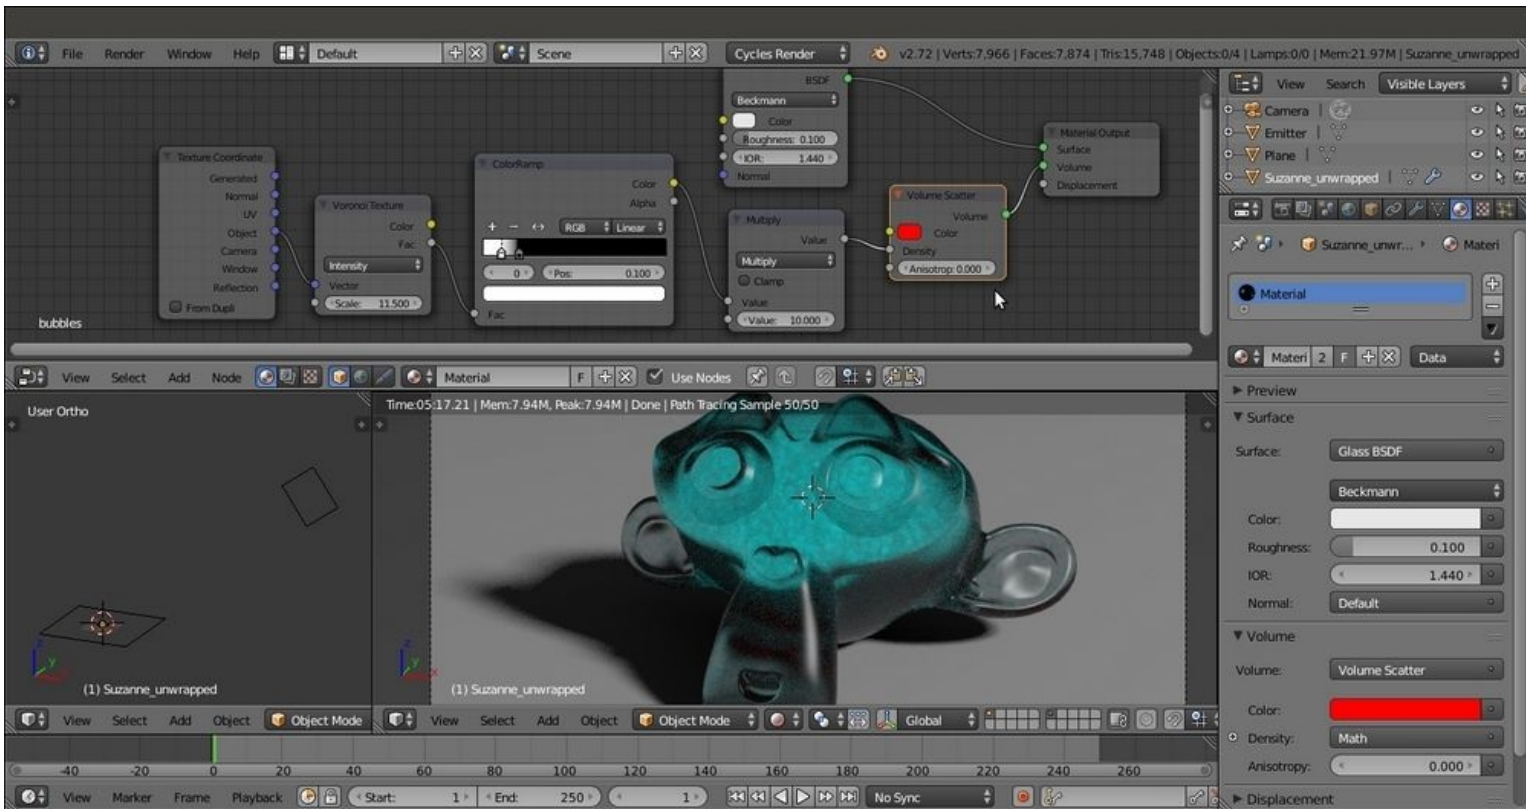 File Render Window Help Default Scene Cycles Render v2.72 | Verts:7,966 | Faces:7,874 | Tris:15,748 | Objects:0/4 | Lamps:0/0 | Mem:21.97M | Suzanne_unwrapped
BSDF
Beckmann
Color
Roughness: 0.100
IOR: 1.440
Normal
Texture Coordinate
Generated
Normal
UV
Object
Camera
Window
Reflection
From Dupli
Voronoi Texture
Color
Fac
Intensity
Vector
Scale: 11.500
ColorRamp
Color
Alpha
RGB Linear
0 Pos: 0.100
Fac
Multiply
Value
Multiply
Clamp
Value
Value: 10.000
Volume Scatter
Volume
Color
Density
Anisotrop: 0.000
Material Output
Surface
Volume
Displacement
bubbles
View Select Add Node Material F Use Nodes
View Search Visible Layers
Camera
Emitter
Plane
Suzanne_unwrapped
Suzanne_unwr... Materi
Material
Materi 2 F Data
Preview
Surface
Surface: Glass BSDF
Beckmann
Color:
Roughness: 0.100
IOR: 1.440
Normal: Default
Volume
Volume: Volume Scatter
Color:
Density: Math
Anisotropy: 0.000
Displacement
User Ortho
z
y
(1) Suzanne_unwrapped
View Select Add Object Object Mode
Time:05:17.21 | Mem:7.94M, Peak:7.94M | Done | Path Tracing Sample 50/50
z
y
x
(1) Suzanne_unwrapped
View Select Add Object Object Mode Global
-40 -20 0 20 40 60 80 100 120 140 160 180 200 220 240 260
View Marker Frame Playback Start: 1 End: 250 1 No Sync